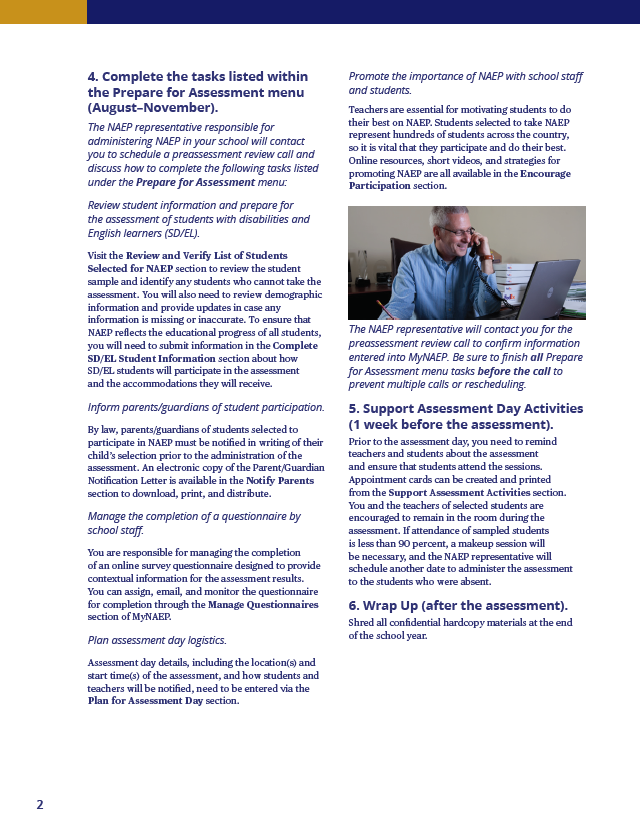 4. Complete the tasks listed within
the Prepare for Assessment menu
(August–November).
The NAEP representative responsible for
administering NAEP in your school will contact
you to schedule a preassessment review call and
discuss how to complete the following tasks listed
under the Prepare for Assessment menu:
Review student information and prepare for
the assessment of students with disabilities and
English learners (SD/EL).
Visit the Review and Verify List of Students
Selected for NAEP section to review the student
sample and identify any students who cannot take the
assessment. You will also need to review demographic
information and provide updates in case any
information is missing or inaccurate. To ensure that
NAEP reflects the educational progress of all students,
you will need to submit information in the Complete
SD/EL Student Information section about how
SD/EL students will participate in the assessment
and the accommodations they will receive.
Inform parents/guardians of student participation.
By law, parents/guardians of students selected to
participate in NAEP must be notified in writing of their
child's selection prior to the administration of the
assessment. An electronic copy of the Parent/Guardian
Notification Letter is available in the Notify Parents
section to download, print, and distribute.
Manage the completion of a questionnaire by
school staff.
You are responsible for managing the completion
of an online survey questionnaire designed to provide
contextual information for the assessment results.
You can assign, email, and monitor the questionnaire
for completion through the Manage Questionnaires
section of MyNAEP.
Plan assessment day logistics.
Assessment day details, including the location(s) and
start time(s) of the assessment, and how students and
teachers will be notified, need to be entered via the
Plan for Assessment Day section.
Promote the importance of NAEP with school staff
and students.
Teachers are essential for motivating students to do
their best on NAEP. Students selected to take NAEP
represent hundreds of students across the country,
so it is vital that they participate and do their best.
Online resources, short videos, and strategies for
promoting NAEP are all available in the Encourage
Participation section.
The NAEP representative will contact you for the
preassessment review call to confirm information
entered into MyNAEP. Be sure to finish all Prepare
for Assessment menu tasks before the call to
prevent multiple calls or rescheduling.
5. Support Assessment Day Activities
(1 week before the assessment).
Prior to the assessment day, you need to remind
teachers and students about the assessment
and ensure that students attend the sessions.
Appointment cards can be created and printed
from the Support Assessment Activities section.
You and the teachers of selected students are
encouraged to remain in the room during the
assessment. If attendance of sampled students
is less than 90 percent, a makeup session will
be necessary, and the NAEP representative will
schedule another date to administer the assessment
to the students who were absent.
6. Wrap Up (after the assessment).
Shred all confidential hardcopy materials at the end
of the school year.
2